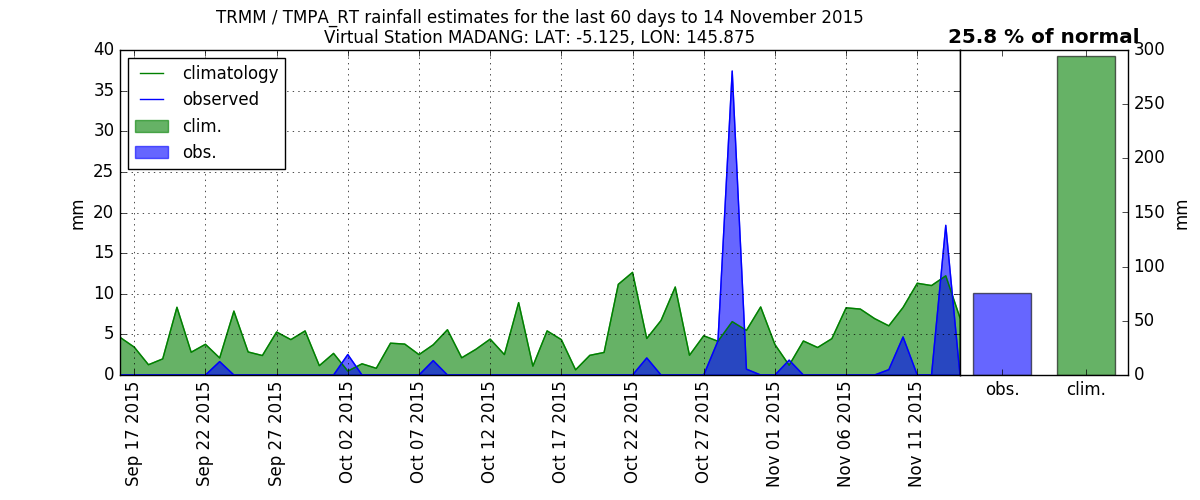 TRMM / TMPA_RT rainfall estimates for the last 60 days to 14 November 2015
Virtual Station MADANG: LAT: -5.125, LON: 145.875
25.8 % of normal
climatology
observed
clim.
obs.
40
35
30
25
20
15
10
5
0
mm
Sep 17 2015
Sep 22 2015
Sep 27 2015
Oct 02 2015
Oct 07 2015
Oct 12 2015
Oct 17 2015
Oct 22 2015
Oct 27 2015
Nov 01 2015
Nov 06 2015
Nov 11 2015
obs.
clim.
300
250
200
150
100
50
0
mm